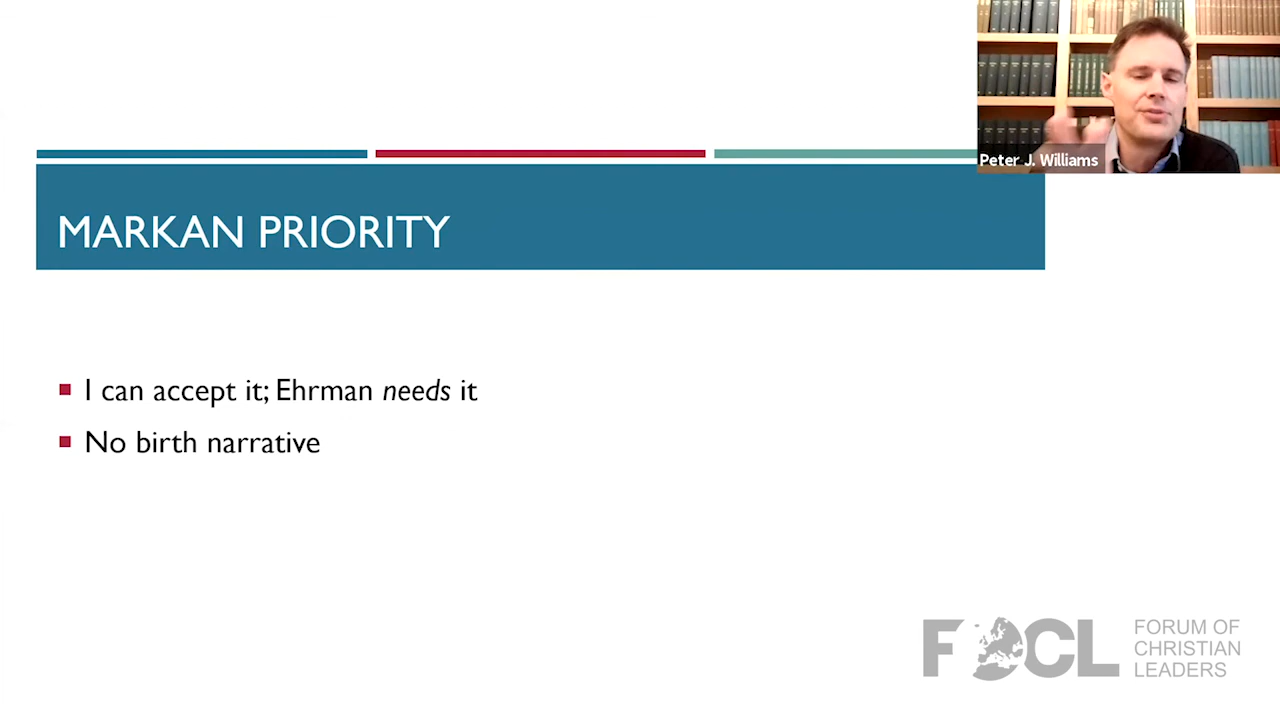 Peter J. Williams
MARKAN PRIORITY
I can accept it; Ehrman needs it
No birth narrative
FOCL
FORUM OF
CHRISTIAN
LEADERS